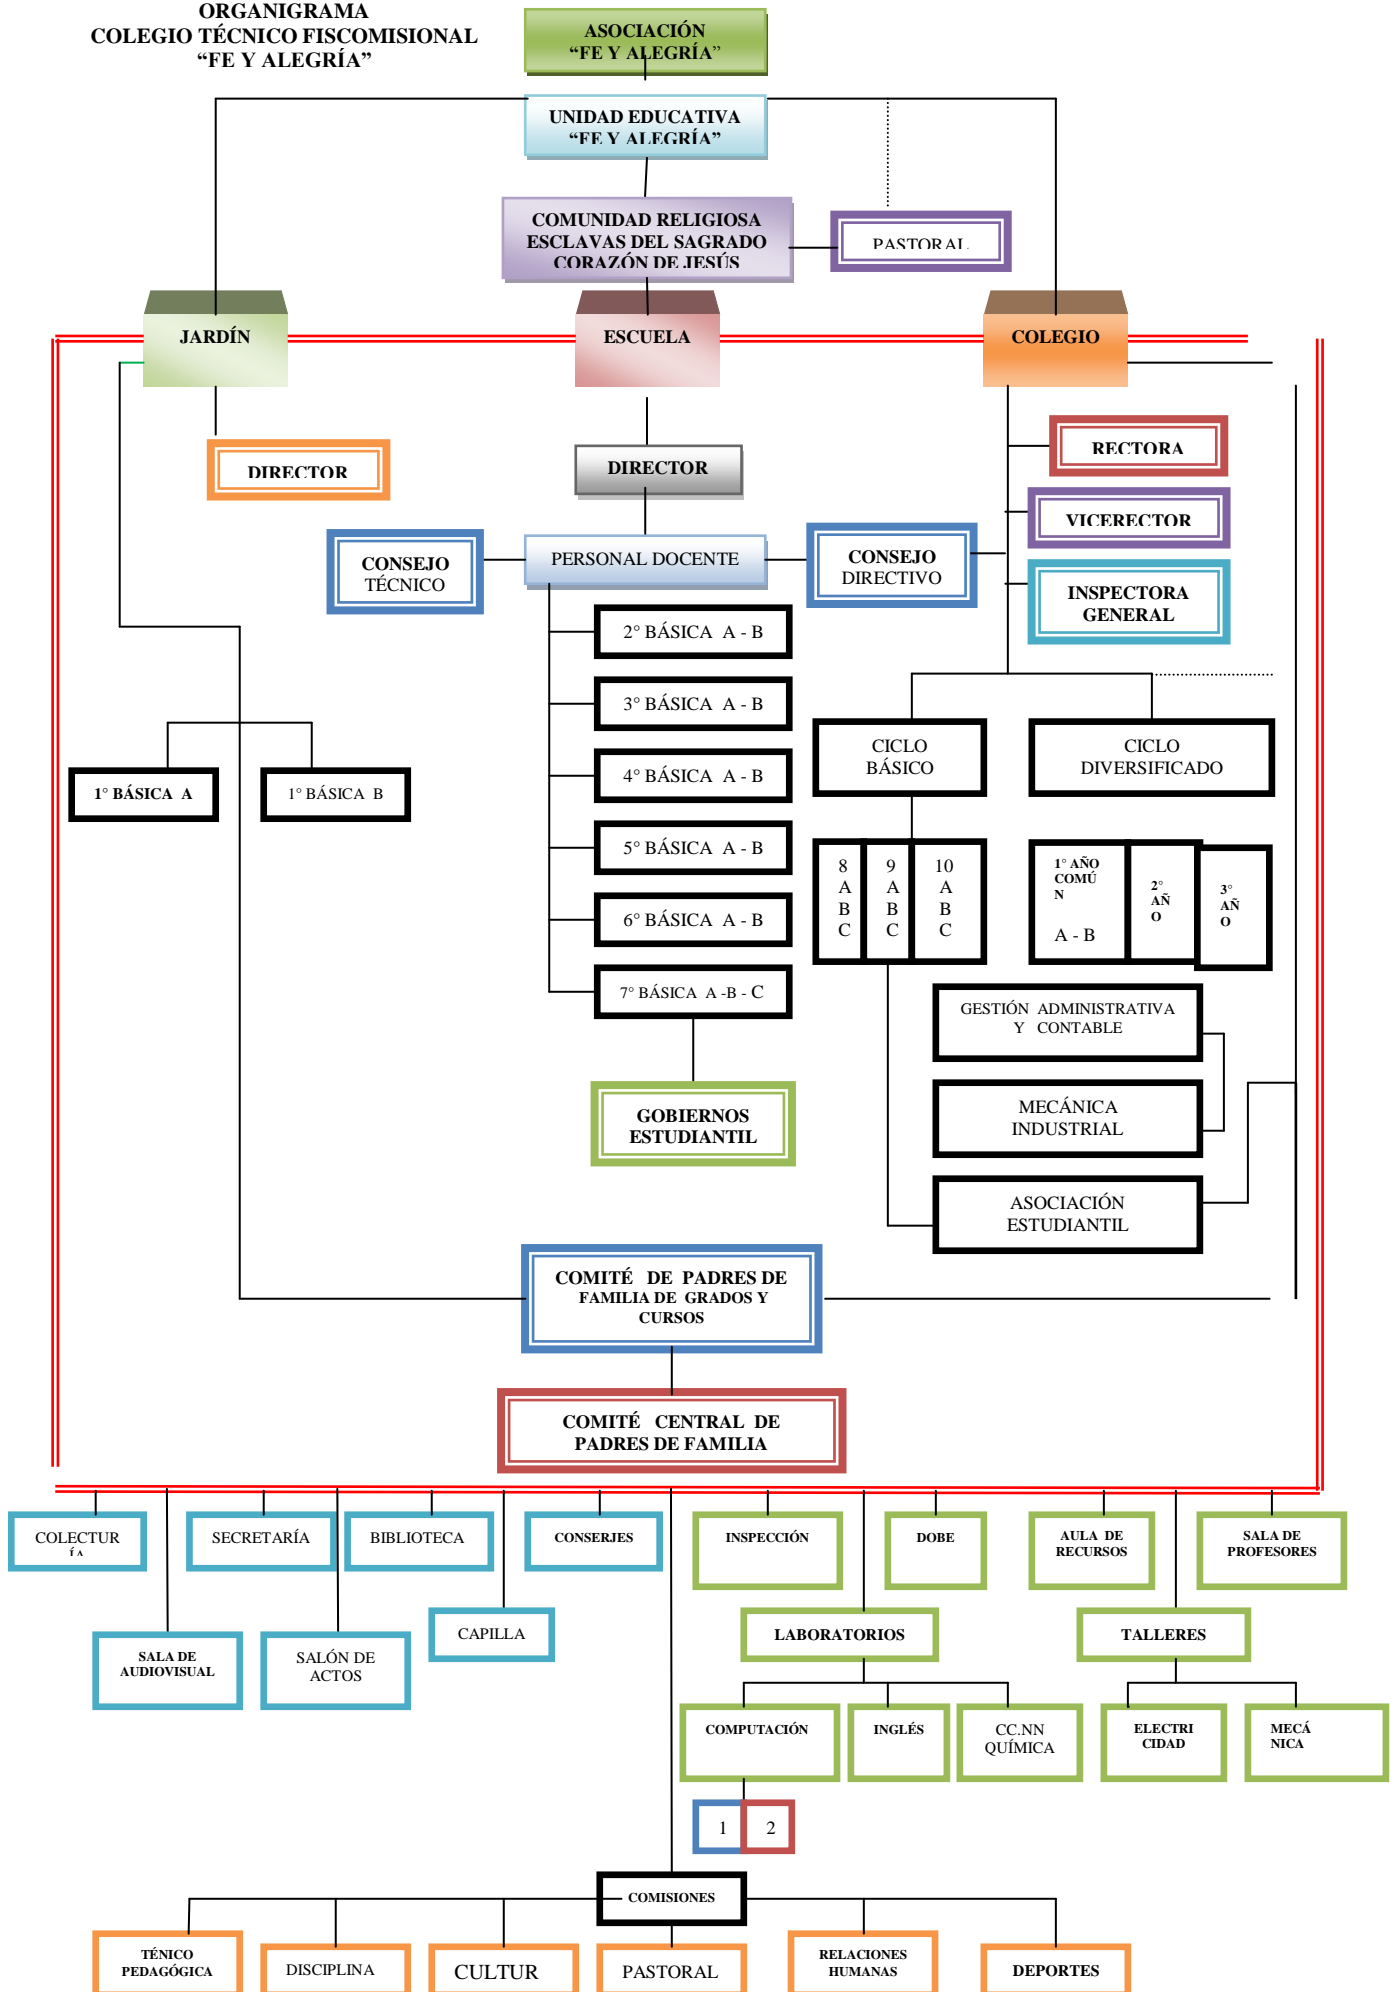 ORGANIGRAMA
COLEGIO TÉCNICO FISCOMISIONAL
“FE Y ALEGRÍA”
ASOCIACIÓN
“FE Y ALEGRÍA”
UNIDAD EDUCATIVA
“FE Y ALEGRÍA”
COMUNIDAD RELIGIOSA
ESCLAVAS DEL SAGRADO
CORAZÓN DE JESÚS
PASTORAL
JARDÍN
ESCUELA
COLEGIO
DIRECTOR
DIRECTOR
RECTORA
VICERECTOR
INSPECTORA
GENERAL
CONSEJO
TÉCNICO
PERSONAL DOCENTE
CONSEJO
DIRECTIVO
2° BÁSICA A - B
3° BÁSICA A - B
4° BÁSICA A - B
5° BÁSICA A - B
6° BÁSICA A - B
7° BÁSICA A -B - C
1° BÁSICA A
1° BÁSICA B
CICLO
BÁSICO
CICLO
DIVERSIFICADO
8
A
B
C
9
A
B
C
10
A
B
C
1° AÑO
COMÚ
N
A - B
2°
AÑ
O
3°
AÑ
O
GESTIÓN ADMINISTRATIVA
Y CONTABLE
MECÁNICA
INDUSTRIAL
ASOCIACIÓN
ESTUDIANTIL
GOBIERNOS
ESTUDIANTIL
COMITÉ DE PADRES DE
FAMILIA DE GRADOS Y
CURSOS
COMITÉ CENTRAL DE
PADRES DE FAMILIA
COLECTUR
ÍA
SECRETARÍA
BIBLIOTECA
CONSERJES
INSPECCIÓN
DOBE
AULA DE
RECURSOS
SALA DE
PROFESORES
SALA DE
AUDIOVISUAL
SALÓN DE
ACTOS
CAPILLA
LABORATORIOS
TALLERES
COMPUTACIÓN
INGLÉS
CC.NN
QUÍMICA
ELECTRI
CIDAD
MECÁ
NICA
1
2
COMISIONES
TÉNICO
PEDAGÓGICA
DISCIPLINA
CULTUR
PASTORAL
RELACIONES
HUMANAS
DEPORTES